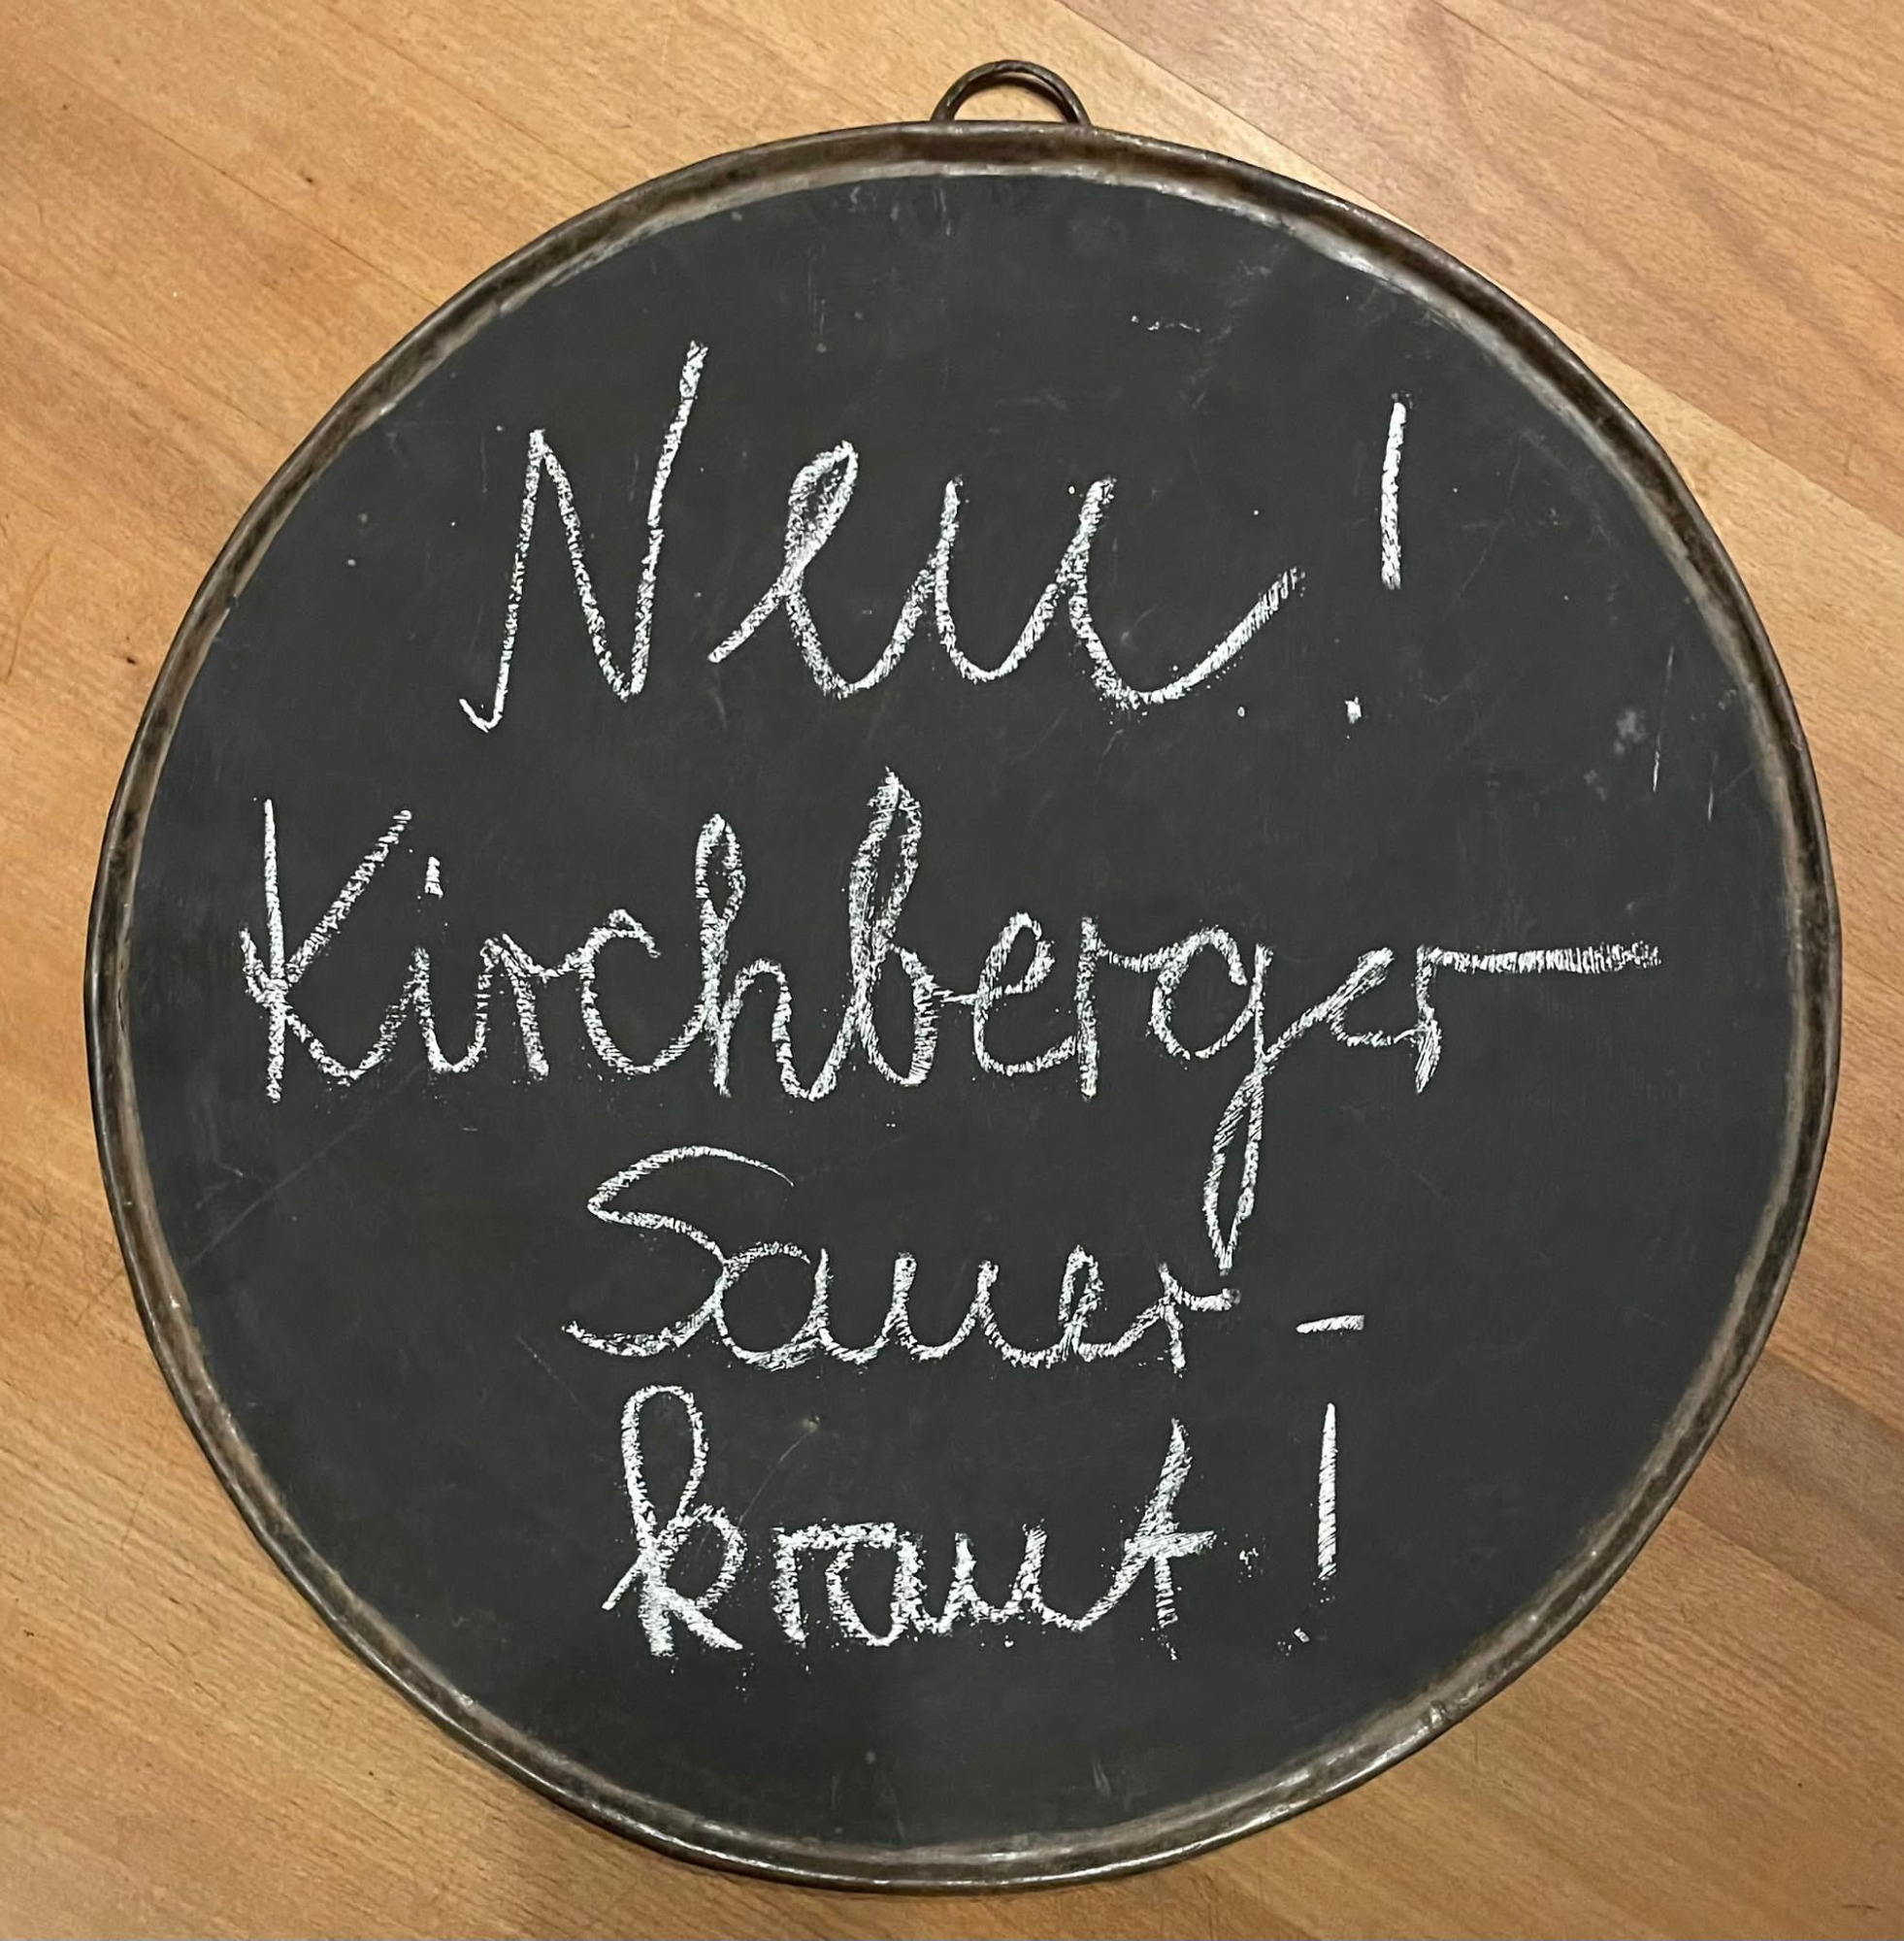 Neu!
Kirchberger
Sauer-
kraut!